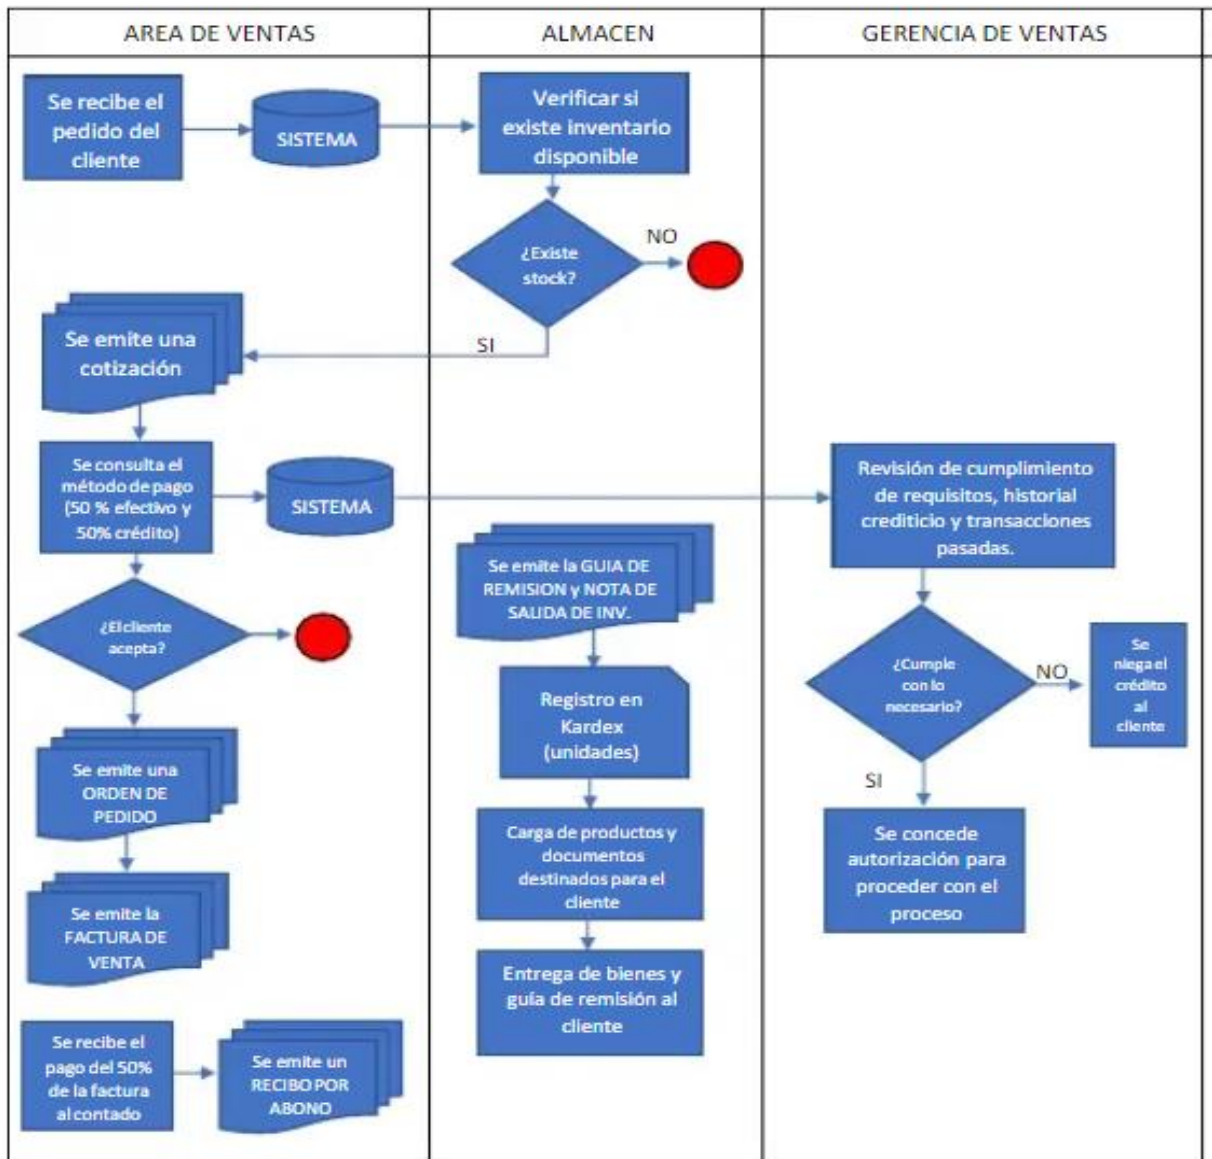 AREA DE VENTAS
ALMACEN
GERENCIA DE VENTAS
Se recibe el
pedido del
cliente
SISTEMA
Verificar si
existe inventario
disponible
¿Existe
stock?
NO
SI
Se emite una
cotización
Se consulta el
método de pago
(50 % efectivo y
50% crédito)
SISTEMA
Revisión de cumplimiento
de requisitos, historial
crediticio y transacciones
pasadas.
¿El cliente
acepta?
Se emite la GUIA DE
REMISION y NOTA DE
SALIDA DE INV.
¿Cumple
con lo
necesario?
NO
Se
niega el
crédito
al
cliente
SI
Registro en
Kardex
(unidades)
Se emite una
ORDEN DE
PEDIDO
Carga de productos y
documentos
destinados para el
cliente
Se concede
autorización para
proceder con el
proceso
Se emite la
FACTURA DE
VENTA
Entrega de bienes y
guía de remisión al
cliente
Se recibe el
pago del 50%
de la factura
al contado
Se emite un
RECIBO POR
ABONO